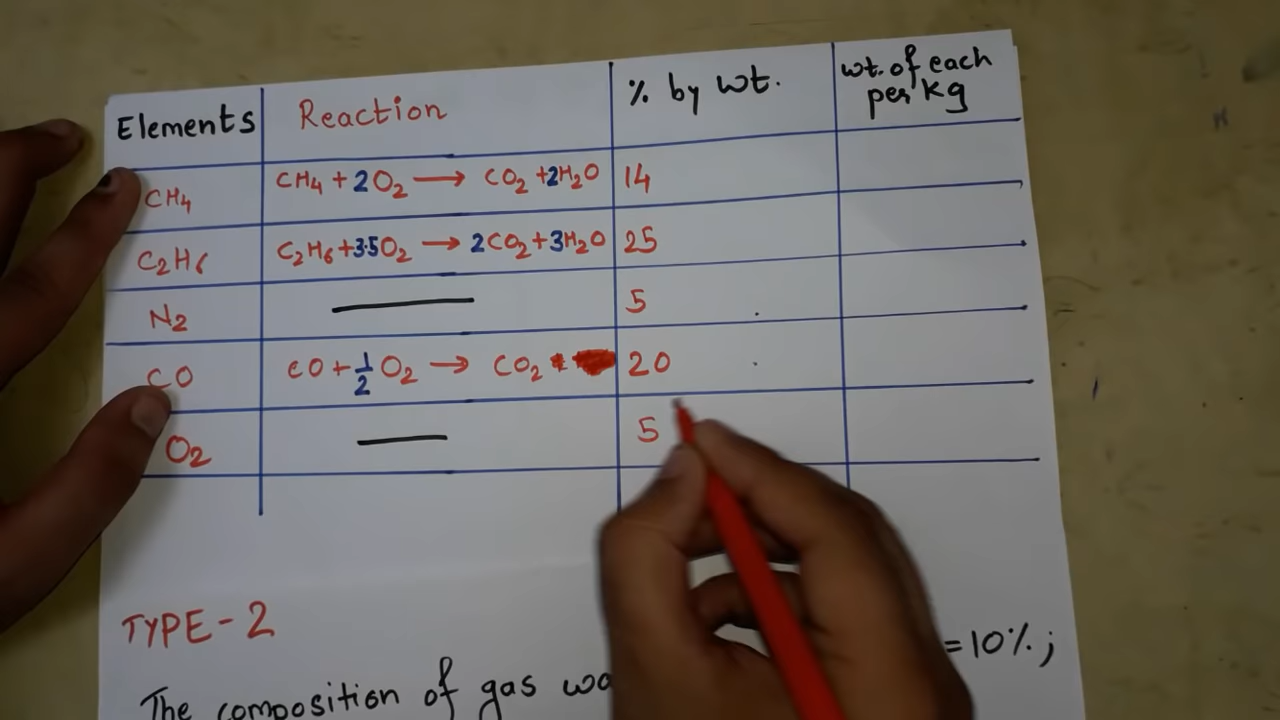 Elements Reaction % by wt. wt. of each per kg
CH4 CH4 + 2O2 → CO2 + 2H2O 14
C2H6 C2H6 + 3.5O2 → 2CO2 + 3H2O 25
N2 5
CO CO + 1/2 O2 → CO2 20
O2 5
TYPE - 2
The composition of gas = 10% ;